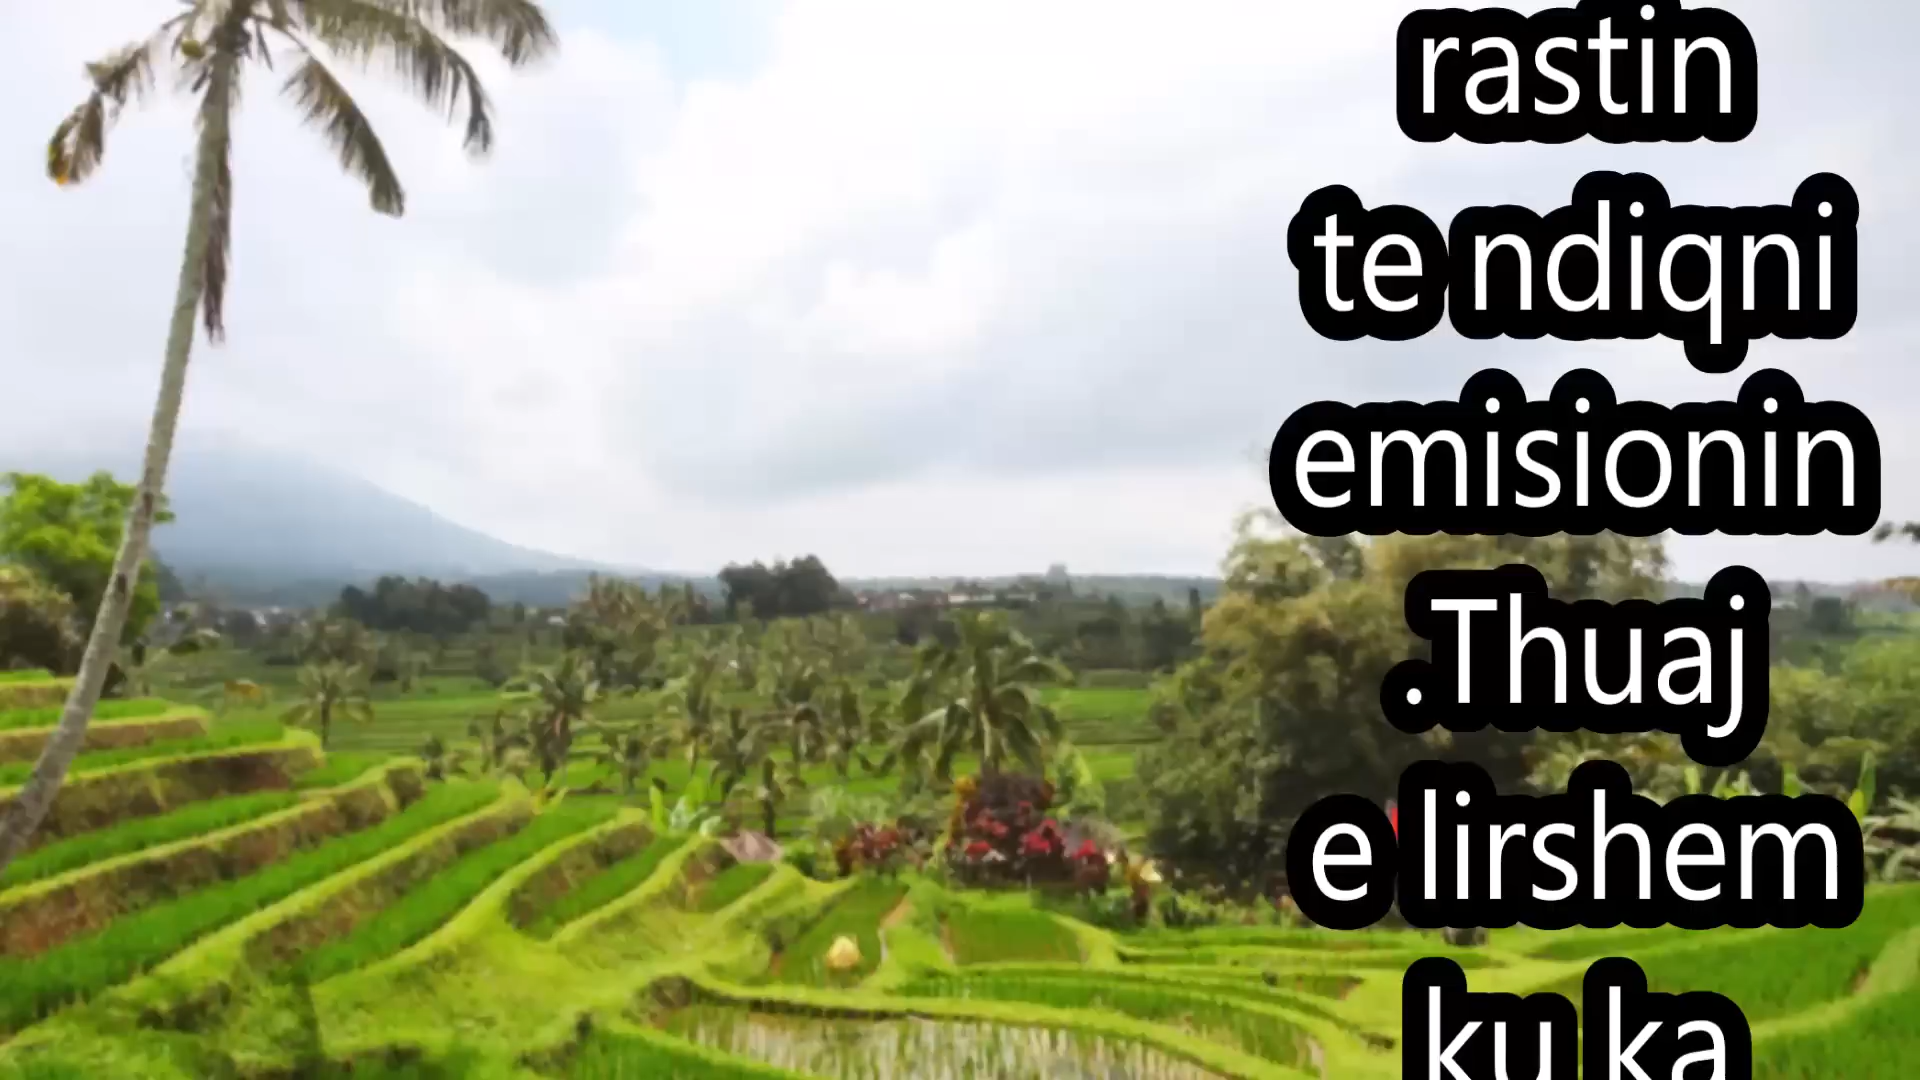 rastin
te ndiqni
emisionin
.Thuaj
e lirshem
ku ka